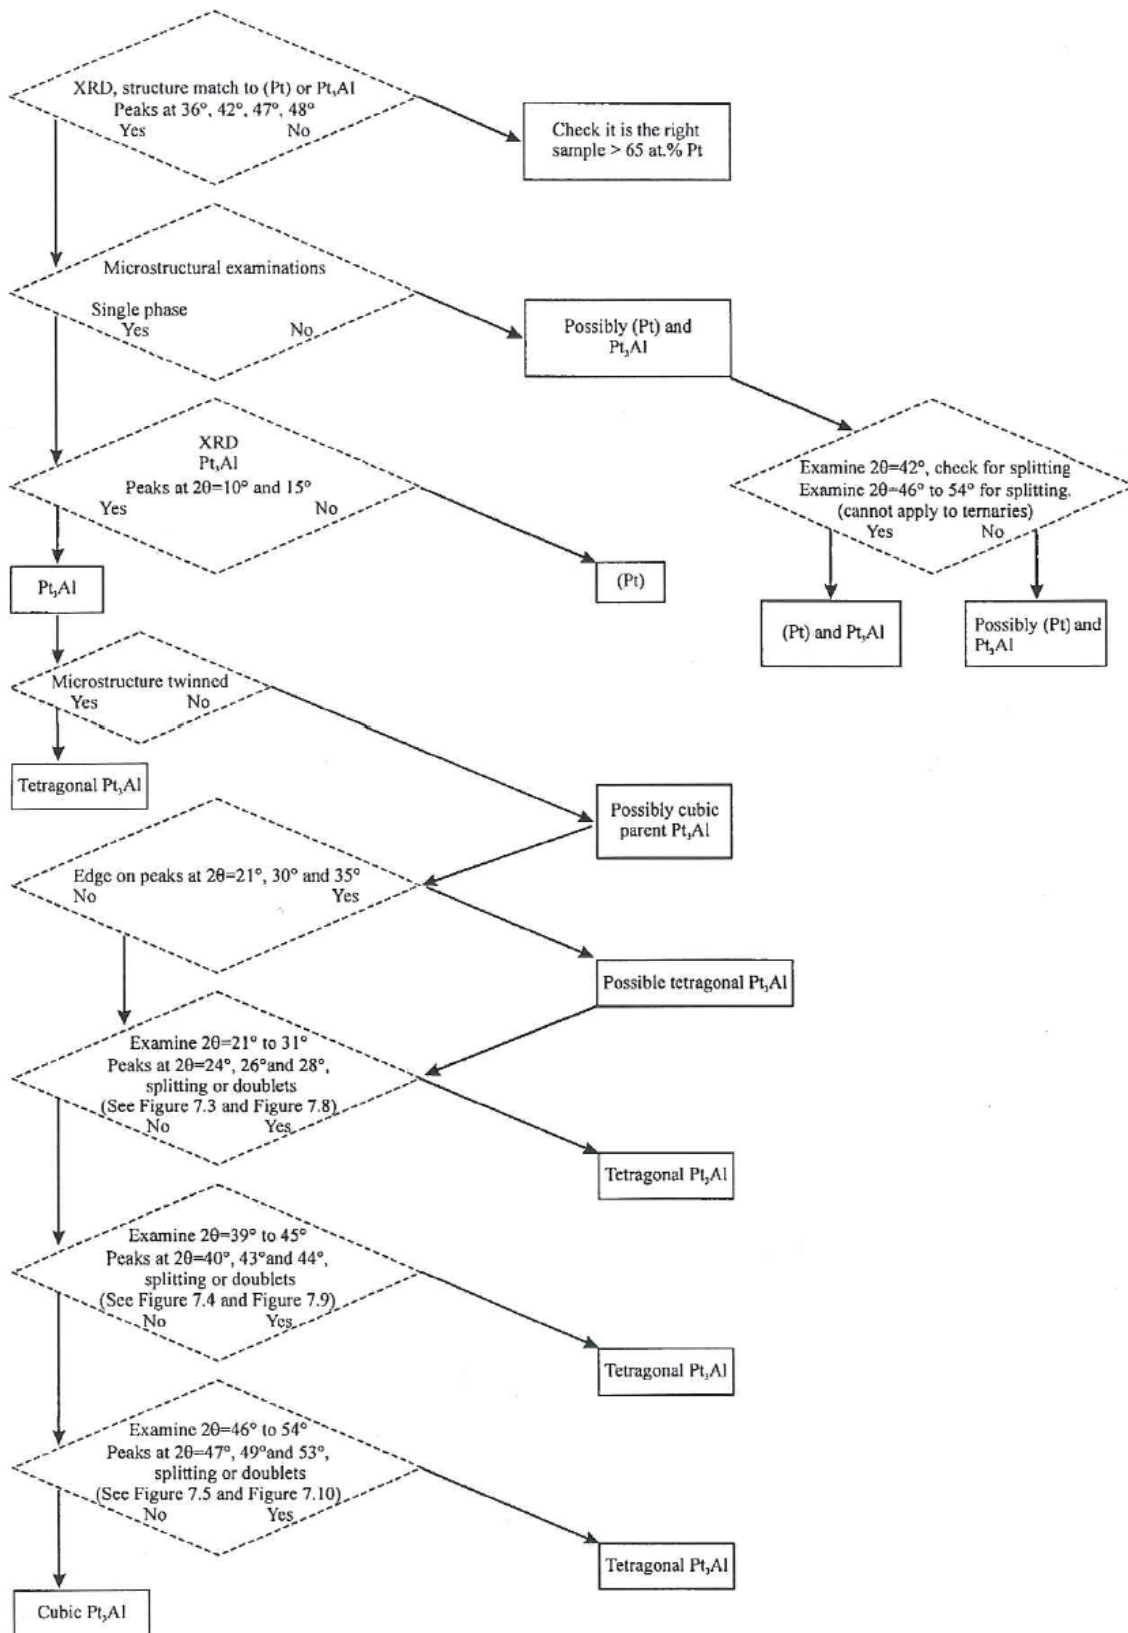 XRD, structure match to (Pt) or Pt₃Al
Peaks at 36°, 42°, 47°, 48°
Yes No
Check it is the right
sample > 65 at.% Pt
Microstructural examinations
Single phase
Yes No
Possibly (Pt) and
Pt₃Al
XRD
Pt₃Al
Peaks at 2θ=10° and 15°
Yes No
Examine 2θ=42°, check for splitting
Examine 2θ=46° to 54° for splitting.
(cannot apply to ternaries)
Yes No
Pt₃Al
(Pt)
(Pt) and Pt₃Al
Possibly (Pt) and
Pt₃Al
Microstructure twinned
Yes No
Tetragonal Pt₃Al
Possibly cubic
parent Pt₃Al
Edge on peaks at 2θ=21°, 30° and 35°
No Yes
Possible tetragonal Pt₃Al
Examine 2θ=21° to 31°
Peaks at 2θ=24°, 26°and 28°,
splitting or doublets
(See Figure 7.3 and Figure 7.8)
No Yes
Tetragonal Pt₃Al
Examine 2θ=39° to 45°
Peaks at 2θ=40°, 43°and 44°,
splitting or doublets
(See Figure 7.4 and Figure 7.9)
No Yes
Tetragonal Pt₃Al
Examine 2θ=46° to 54°
Peaks at 2θ=47°, 49°and 53°,
splitting or doublets
(See Figure 7.5 and Figure 7.10)
No Yes
Tetragonal Pt₃Al
Cubic Pt₃Al